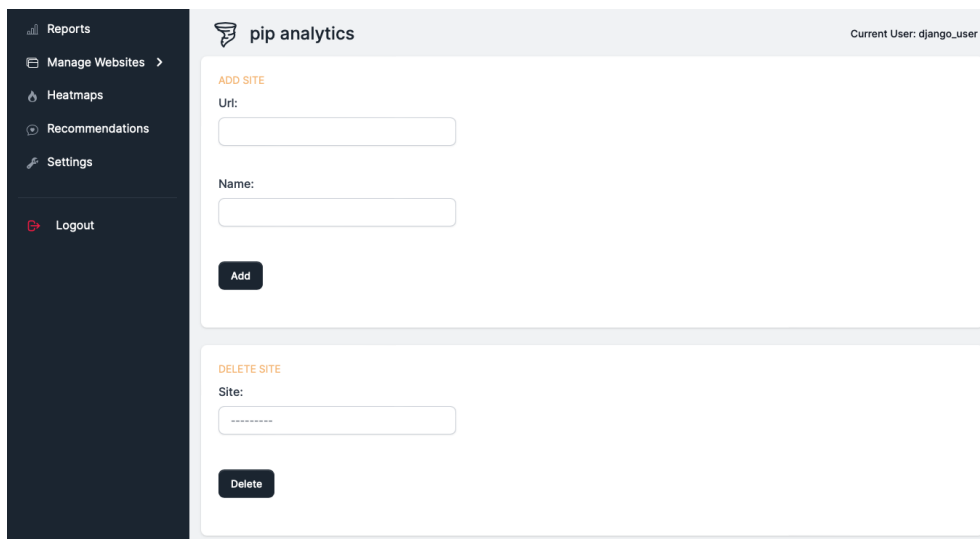 Reports
Manage Websites
Heatmaps
Recommendations
Settings
Logout
pip analytics
Current User: django_user
ADD SITE
Url:
Name:
Add
DELETE SITE
Site:
---------
Delete